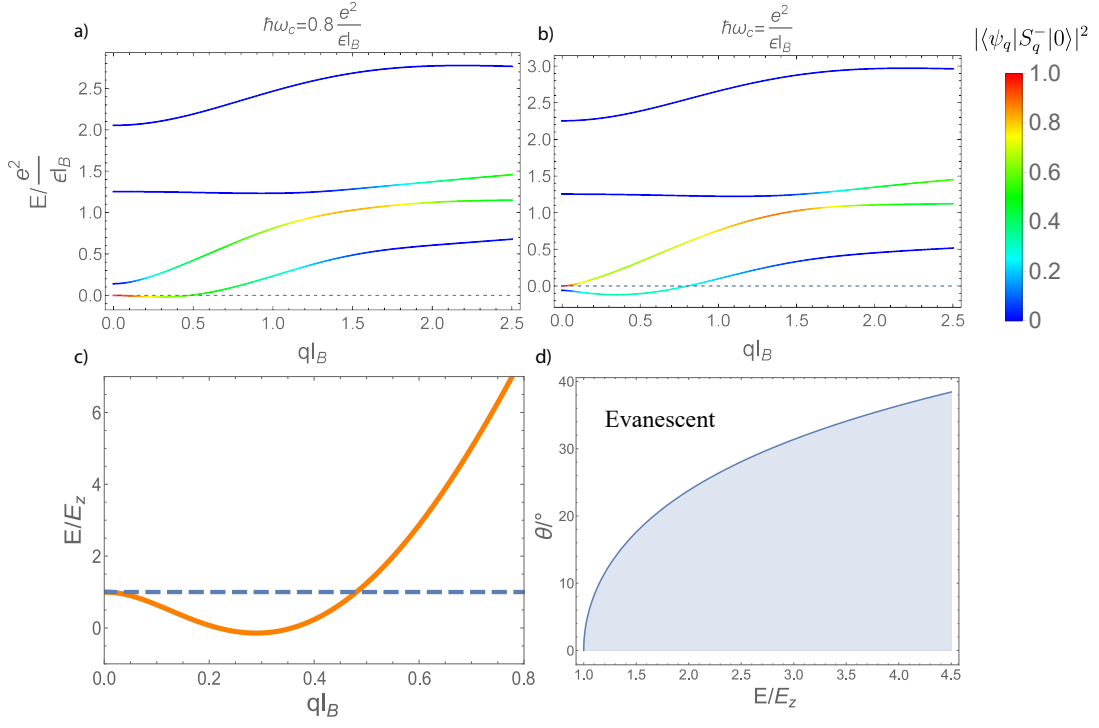 a)
ħω_c=0.8 e²/ϵl_B
E/ e²/ϵl_B
2.5
2.0
1.5
1.0
0.5
0.0
0.0 0.5 1.0 1.5 2.0 2.5
ql_B
b)
ħω_c= e²/ϵl_B
3.0
2.5
2.0
1.5
1.0
0.5
0.0
0.0 0.5 1.0 1.5 2.0 2.5
ql_B
|⟨ψ_q|S_q^-|0⟩|²
1.0
0.8
0.6
0.4
0.2
0
c)
E/E_z
6
4
2
0
0.0 0.2 0.4 0.6 0.8
ql_B
d)
Evanescent
θ/°
40
30
20
10
0
1.0 1.5 2.0 2.5 3.0 3.5 4.0 4.5
E/E_z